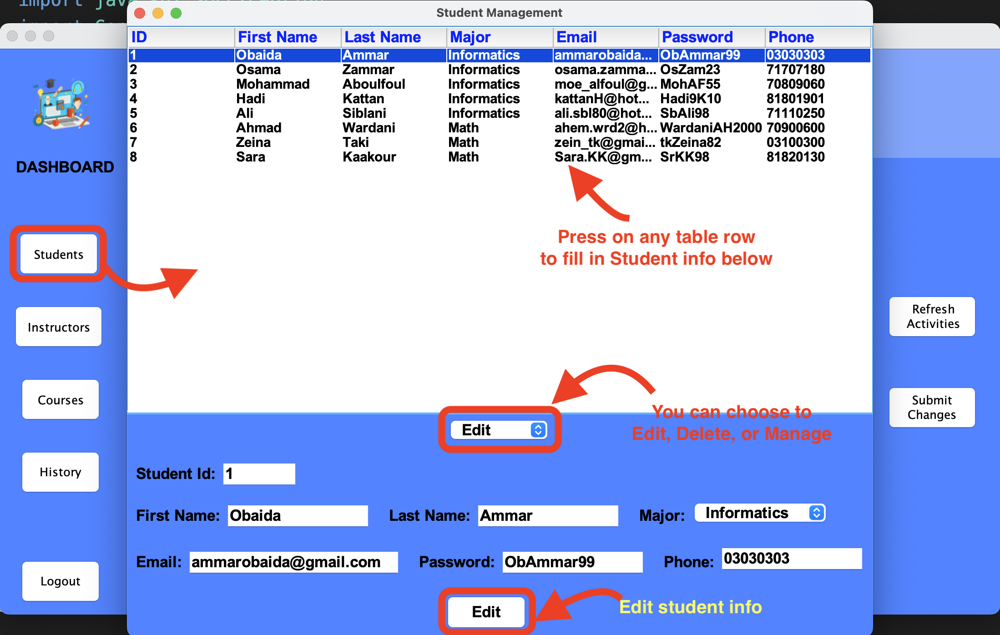 import java
Student Management
ID First Name Last Name Major Email Password Phone
1 Obaida Ammar Informatics ammarobaida... ObAmmar99 03030303
2 Osama Zammar Informatics osama.zamma... OsZam23 71707180
3 Mohammad Aboulfoul Informatics moe_alfoul@g... MohAF55 70809060
4 Hadi Kattan Informatics kattanH@hot... Hadi9K10 81801901
5 Ali Siblani Informatics ali.sbl80@hot... SbAli98 71110250
6 Ahmad Wardani Math ahem.wrd2@h... WardaniAH2000 70900600
7 Zeina Taki Math zein_tk@gmai... tkZeina82 03100300
8 Sara Kaakour Math Sara.KK@gm... SrKK98 81820130
DASHBOARD
Students
Instructors
Courses
History
Logout
Press on any table row
to fill in Student info below
Refresh
Activities
Submit
Changes
You can choose to
Edit, Delete, or Manage
Edit
Student Id: 1
First Name: Obaida Last Name: Ammar Major: Informatics
Email: ammarobaida@gmail.com Password: ObAmmar99 Phone: 03030303
Edit
Edit student info